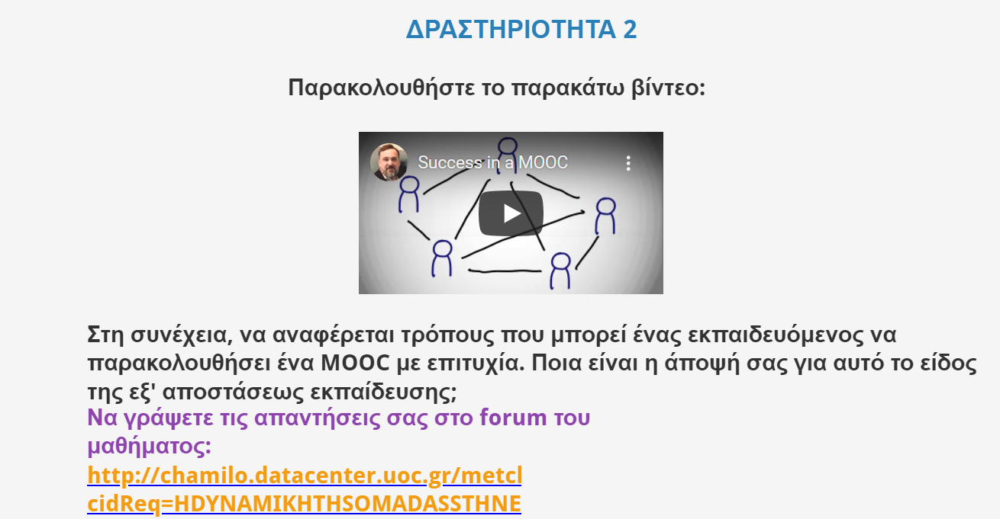 ΔΡΑΣΤΗΡΙΟΤΗΤΑ 2
Παρακολουθήστε το παρακάτω βίντεο:
Success in a MOOC
Στη συνέχεια, να αναφέρεται τρόπους που μπορεί ένας εκπαιδευόμενος να
παρακολουθήσει ένα MOOC με επιτυχία. Ποια είναι η άποψή σας για αυτό το είδος
της εξ' αποστάσεως εκπαίδευσης;
Να γράψετε τις απαντήσεις σας στο forum του
μαθήματος:
http://chamilo.datacenter.uoc.gr/metcl
cidReq=HDYNAMIKHTHSOMADASSTHNE